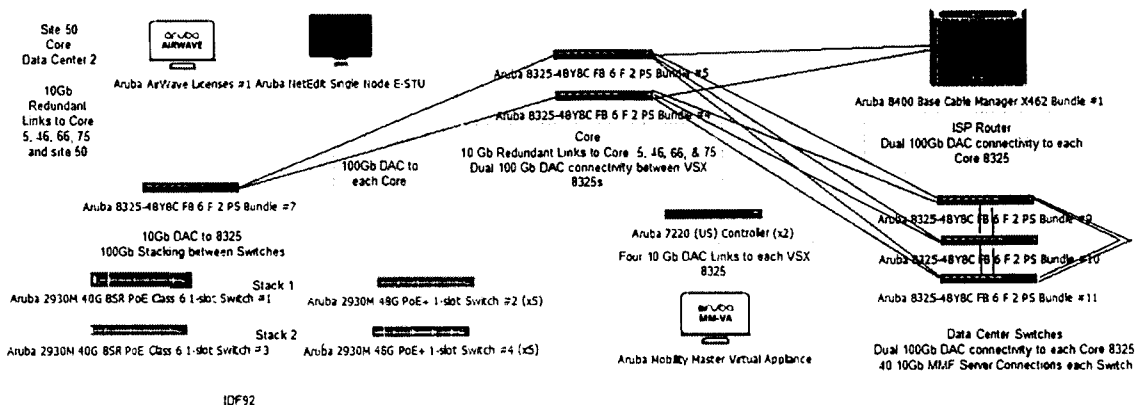 Site 50
Core
Data Center 2
10Gb
Redundant
Links to Core
5, 46, 66, 75
and site 50
aruba
AIRWAVE
Aruba AirWave Licenses #1
Aruba NetEdit Single Node E-STU
Aruba 8325-48Y8C FB 6 F 2 PS Bundle #5
Aruba 8325-48Y8C FB 6 F 2 PS Bundle #4
Core
10 Gb Redundant Links to Core 5, 46, 66, & 75
Dual 100 Gb DAC connectivity between VSX
8325s
Aruba 8400 Base Cable Manager X462 Bundle #1
ISP Router
Dual 100Gb DAC connectivity to each
Core 8325
100Gb DAC to
each Core
Aruba 8325-48Y8C FB 6 F 2 PS Bundle #7
10Gb DAC to 8325
100Gb Stacking between Switches
Stack 1
Aruba 2930M 40G 8SR PoE Class 6 1-slot Switch #1
Aruba 2930M 48G PoE+ 1-slot Switch #2 (x5)
Stack 2
Aruba 2930M 40G 8SR PoE Class 6 1-slot Switch #3
Aruba 2930M 48G PoE+ 1-slot Switch #4 (x5)
IDF92
Aruba 7220 (US) Controller (x2)
Four 10 Gb DAC Links to each VSX
8325
aruba
MM-VA
Aruba Mobility Master Virtual Appliance
Aruba 8325-48Y8C FB 6 F 2 PS Bundle #9
Aruba 8325-48Y8C FB 6 F 2 PS Bundle #10
Aruba 8325-48Y8C FB 6 F 2 PS Bundle #11
Data Center Switches
Dual 100Gb DAC connectivity to each Core 8325
40 10Gb MMF Server Connections each Switch